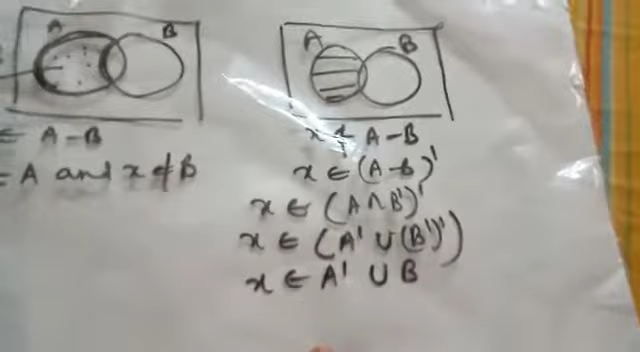 A B
∈ A-B
= A and x ∉ B
A B
x ∉ A-B
x ∈ (A-B)'
x ∈ (A∩B')'
x ∈ (A' ∪ (B')')
x ∈ A' ∪ B